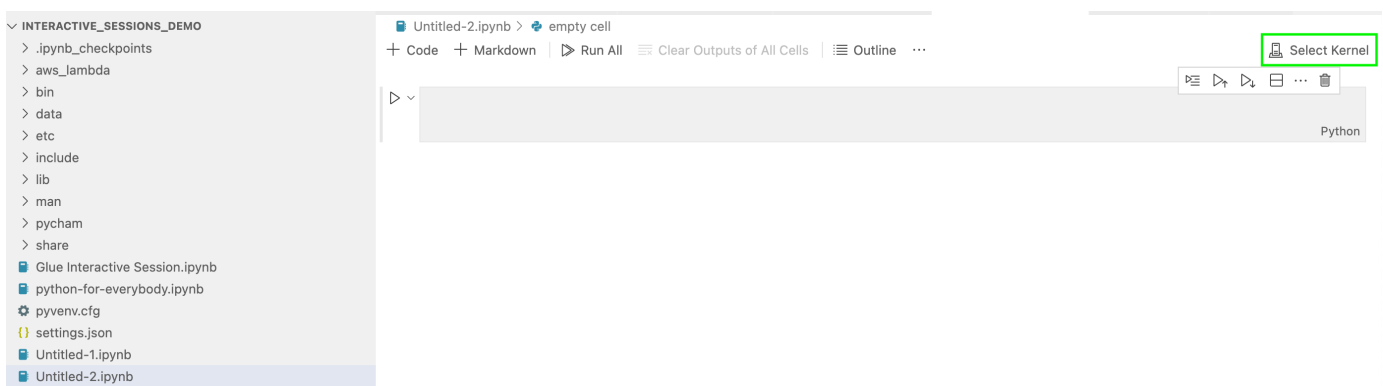 INTERACTIVE_SESSIONS_DEMO
.ipynb_checkpoints
aws_lambda
bin
data
etc
include
lib
man
pycham
share
Glue Interactive Session.ipynb
python-for-everybody.ipynb
pyvenv.cfg
settings.json
Untitled-1.ipynb
Untitled-2.ipynb
Untitled-2.ipynb > empty cell
+ Code + Markdown Run All Clear Outputs of All Cells Outline ... Select Kernel
Python